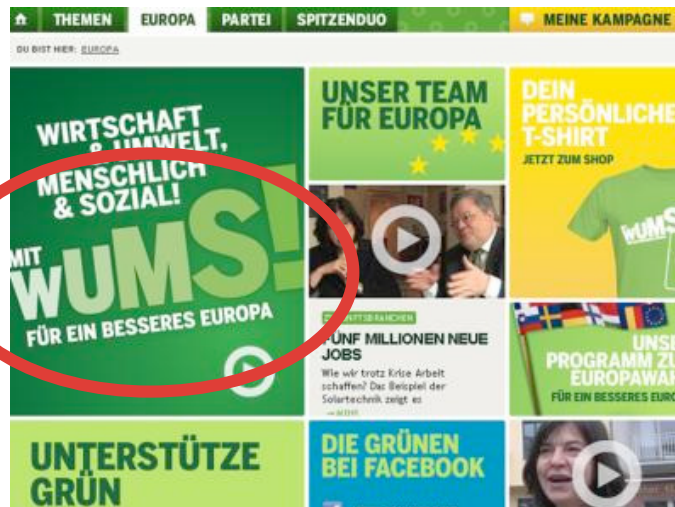 THEMEN EUROPA PARTEI SPITZENDUO MEINE KAMPAGNE
DU BIST HIER: EUROPA
WIRTSCHAFT
& UMWELT,
MENSCHLICH
& SOZIAL!
MIT
WUMS!
FÜR EIN BESSERES EUROPA
UNSER TEAM
FÜR EUROPA
DEIN
PERSÖNLICHE
T-SHIRT
JETZT ZUM SHOP
WUMS
FÜNF MILLIONEN NEUE
JOBS
Wie wir trotz Krise Arbeit
schaffen? Das Beispiel der
Solartechnik zeigt es
UNSE
PROGRAMM ZU
EUROPAWAH
FÜR EIN BESSERES EURO
UNTERSTÜTZE
GRÜN
DIE GRÜNEN
BEI FACEBOOK